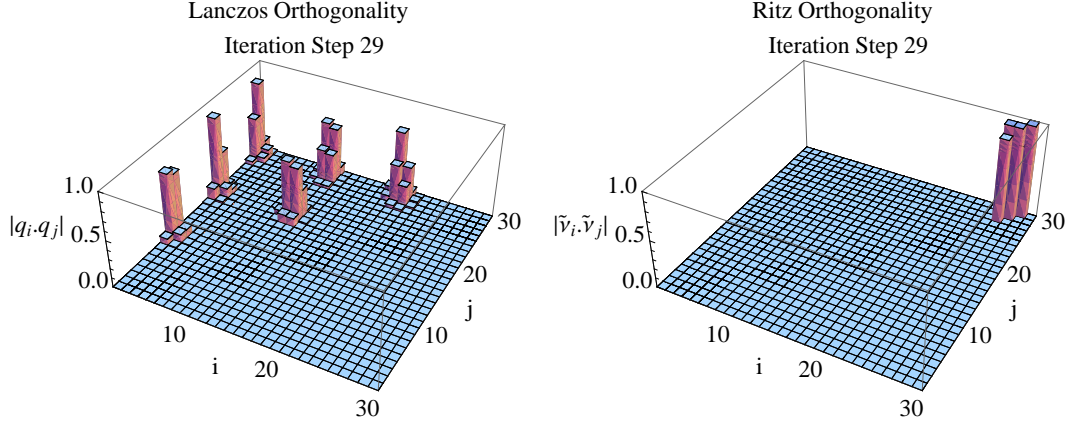 Lanczos Orthogonality
Iteration Step 29
1.0
|q_i.q_j|
0.5
0.0
10
i
20
30
10
j
20
30
Ritz Orthogonality
Iteration Step 29
1.0
|ṽ_i.ṽ_j|
0.5
0.0
10
i
20
30
10
j
20
30